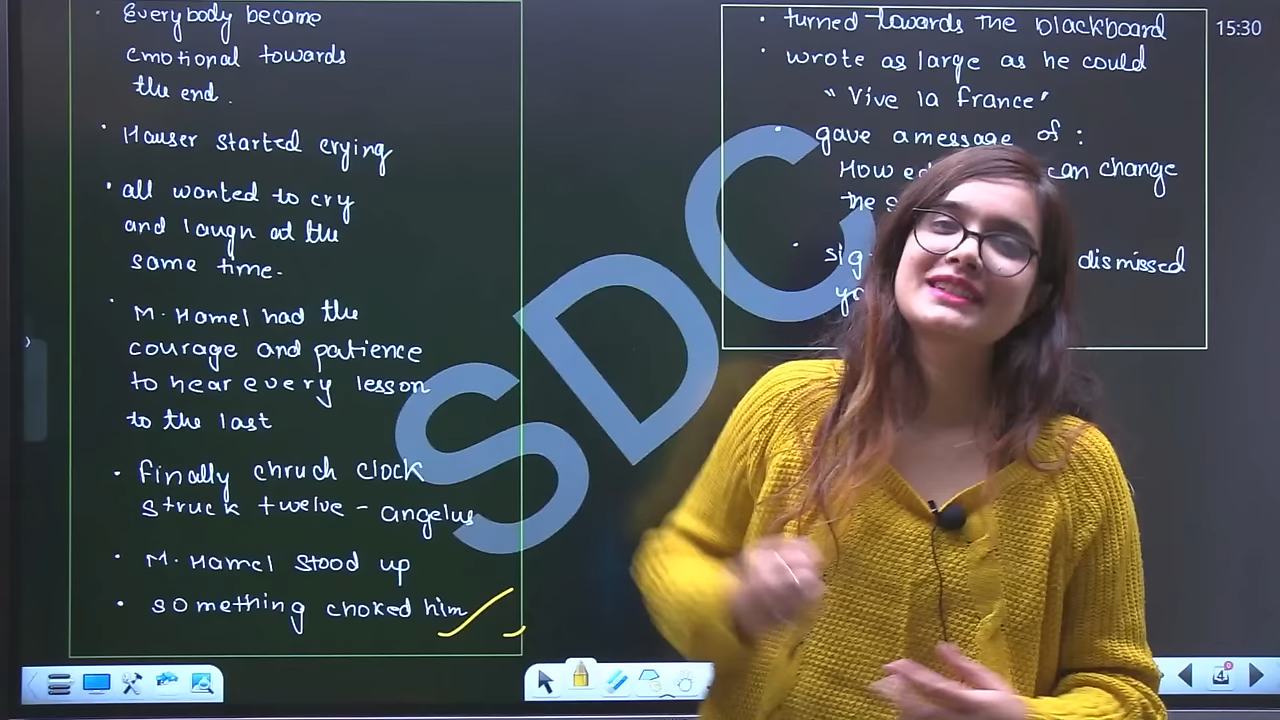 • Everybody became
emotional towards
the end.
• Hauser started crying
• all wanted to cry
and laugh at the
same time-
• M. Hamel had the
courage and patience
to hear every lesson
to the last
• finally chruch clock
struck twelve - angelus
• M. Hamel stood up
• something choked him
• turned towards the blackboard
• wrote as large as he could
" Vive la france"
• gave a message of :
How can change
the
• dismissed
15:30
SDC
4
0